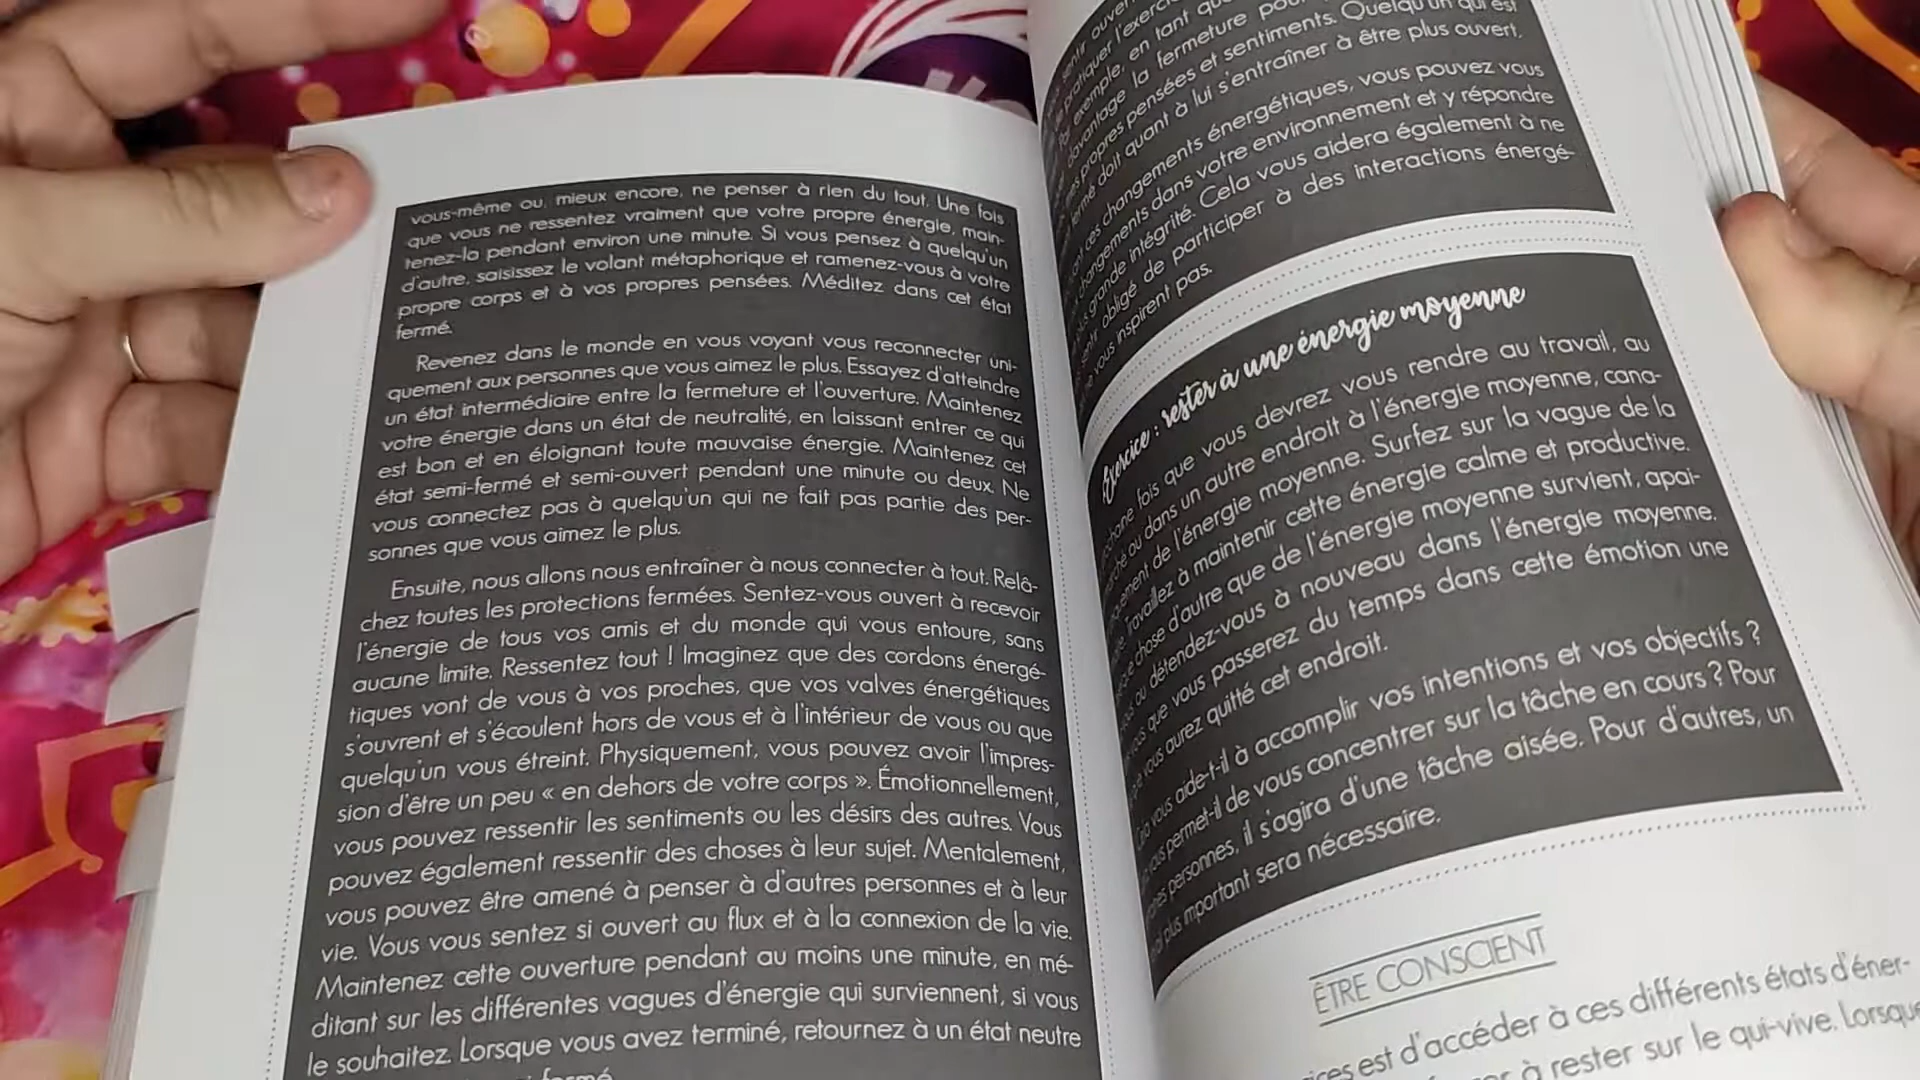 vous-même ou, mieux encore, ne penser à rien du tout. Une fois
que vous ne ressentez vraiment que votre propre énergie, main-
tenez-la pendant environ une minute. Si vous pensez à quelqu'un
d'autre, saisissez le volant métaphorique et ramenez-vous à votre
propre corps et à vos propres pensées. Méditez dans cet état
fermé.
Revenez dans le monde en vous voyant vous reconnecter uni-
quement aux personnes que vous aimez le plus. Essayez d'atteindre
un état intermédiaire entre la fermeture et l'ouverture. Maintenez
votre énergie dans un état de neutralité, en laissant entrer ce qui
est bon et en éloignant toute mauvaise énergie. Maintenez cet
état semi-fermé et semi-ouvert pendant une minute ou deux. Ne
vous connectez pas à quelqu'un qui ne fait pas partie des per-
sonnes que vous aimez le plus.
Ensuite, nous allons nous entraîner à nous connecter à tout. Relâ-
chez toutes les protections fermées. Sentez-vous ouvert à recevoir
l'énergie de tous vos amis et du monde qui vous entoure, sans
aucune limite. Ressentez tout ! Imaginez que des cordons énergé-
tiques vont de vous à vos proches, que vos valves énergétiques
s'ouvrent et s'écoulent hors de vous et à l'intérieur de vous ou que
quelqu'un vous étreint. Physiquement, vous pouvez avoir l'impres-
sion d'être un peu « en dehors de votre corps ». Émotionnellement,
vous pouvez ressentir les sentiments ou les désirs des autres. Vous
pouvez également ressentir des choses à leur sujet. Mentalement,
vous pouvez être amené à penser à d'autres personnes et à leur
vie. Vous vous sentez si ouvert au flux et à la connexion de la vie.
Maintenez cette ouverture pendant au moins une minute, en mé-
ditant sur les différentes vagues d'énergie qui surviennent, si vous
le souhaitez. Lorsque vous avez terminé, retournez à un état neutre
fermé
sentir ouvert
pratiquer l'exerci
exemple, en tant que
davantage la fermeture pour
propres pensées et sentiments. Quelqu'un qui est
fermé doit quant à lui s'entraîner à être plus ouvert.
ces changements énergétiques, vous pouvez vous
changements dans votre environnement et y répondre
grande intégrité. Cela vous aidera également à ne
obligé de participer à des interactions énergé-
vous inspirent pas.
Exercice : rester à une énergie moyenne
fois que vous devrez vous rendre au travail, au
ou dans un autre endroit à l'énergie moyenne, cana-
de l'énergie moyenne. Surfez sur la vague de la
Travaillez à maintenir cette énergie calme et productive.
chose d'autre que de l'énergie moyenne survient, apai-
ou détendez-vous à nouveau dans l'énergie moyenne.
que vous passerez du temps dans cette émotion une
vous aurez quitté cet endroit.
vous aide-t-il à accomplir vos intentions et vos objectifs ?
permet-il de vous concentrer sur la tâche en cours ? Pour
personnes, il s'agira d'une tâche aisée. Pour d'autres, un
plus important sera nécessaire.
ÊTRE CONSCIENT
est d'accéder à ces différents états d'éner-
à rester sur le qui-vive. Lorsque